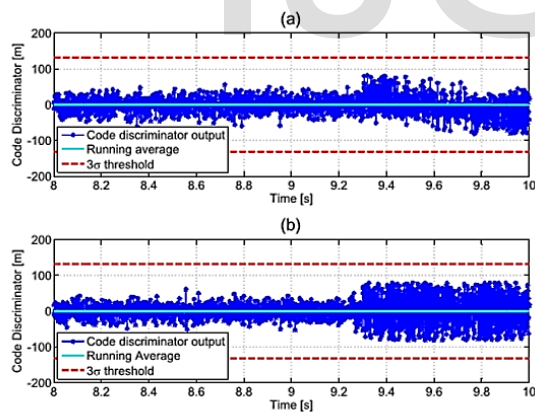 (a)
200
100
0
-100
-200
Code Discriminator [m]
Code discriminator output
Running average
3σ threshold
8 8.2 8.4 8.6 8.8 9 9.2 9.4 9.6 9.8 10
Time [s]
(b)
200
100
0
-100
-200
Code Discriminator [m]
Code discriminator output
Running Average
3σ threshold
8 8.2 8.4 8.6 8.8 9 9.2 9.4 9.6 9.8 10
Time [s]